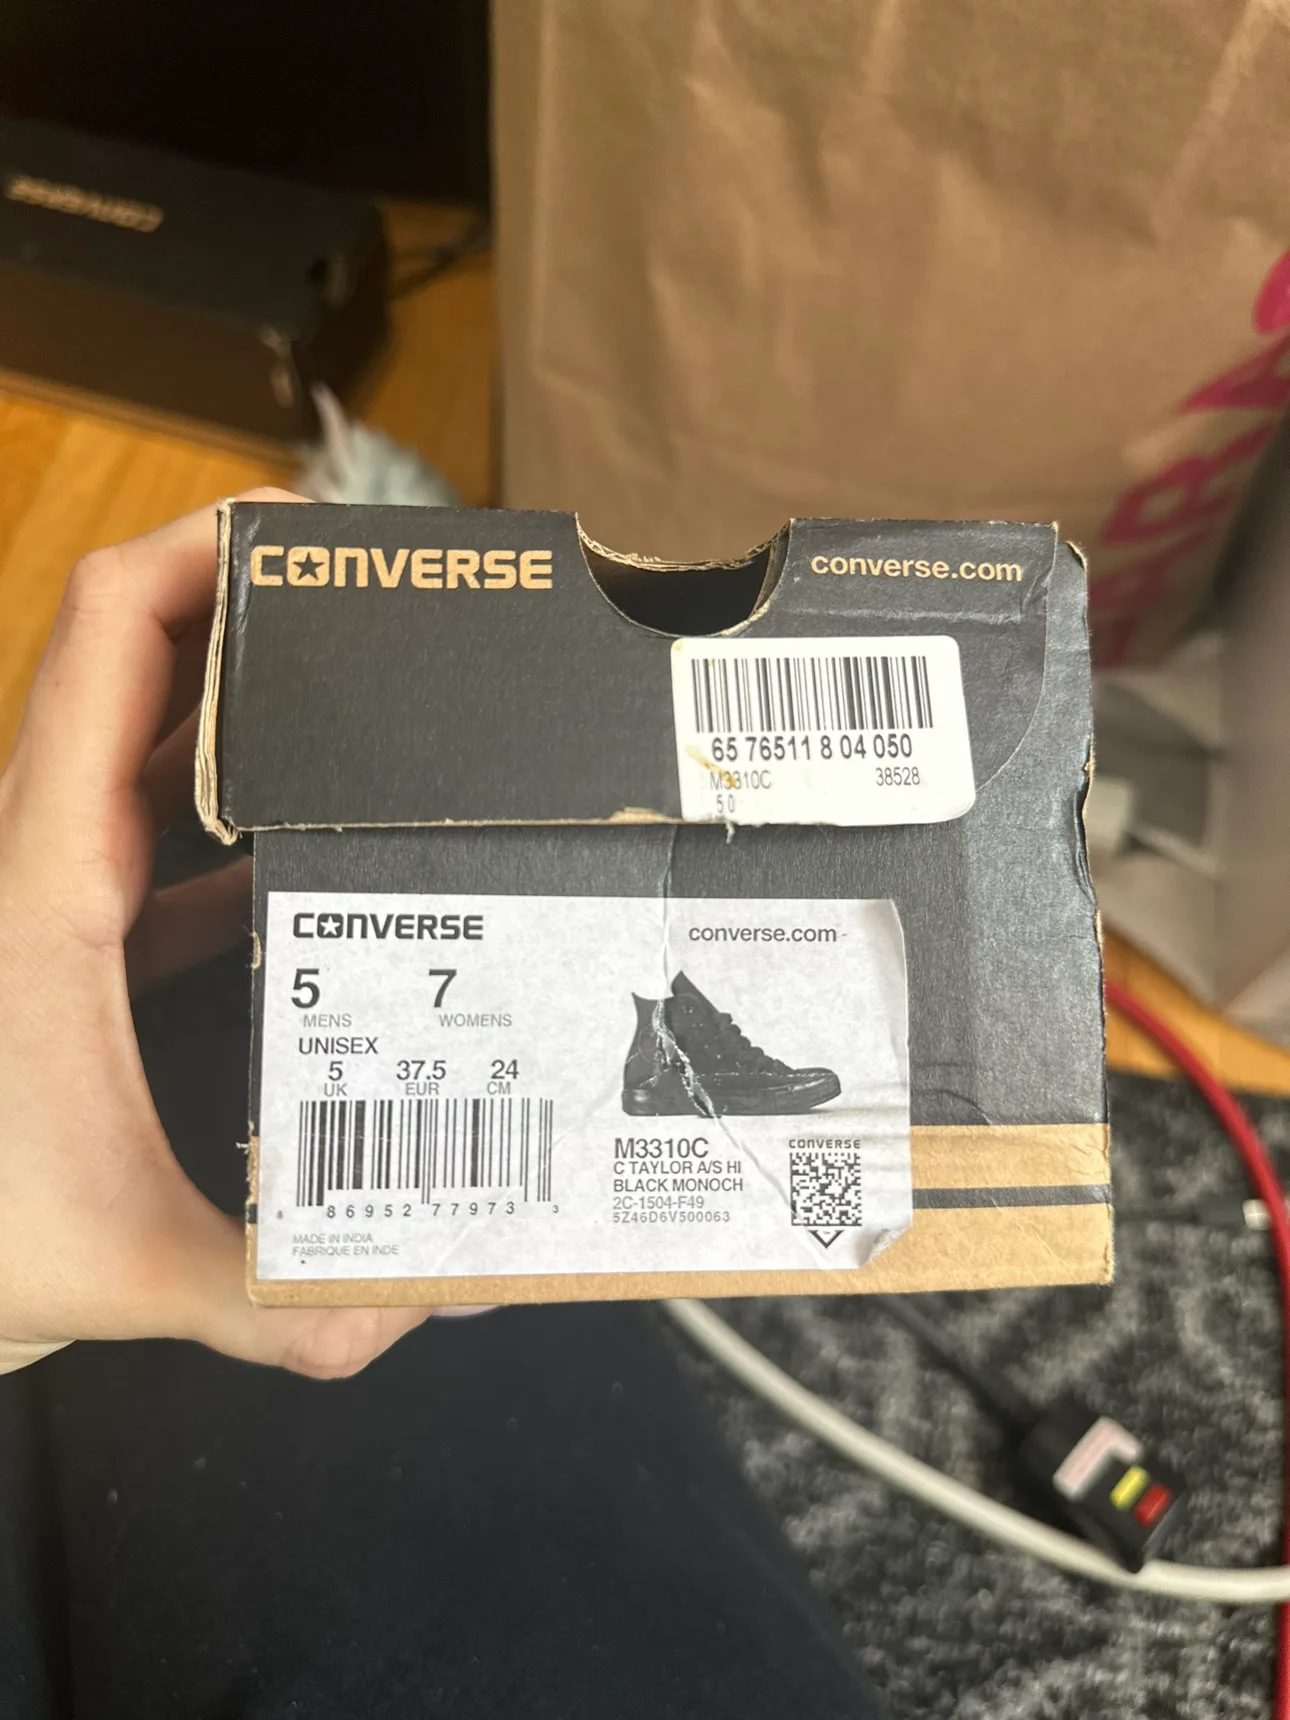 CONVERSE
CONVERSE converse.com
65 76511 8 04 050
M3310C 38528
5 0
CONVERSE converse.com
5 7
MENS WOMENS
UNISEX
5 37.5 24
UK EUR CM
8 86952 77973 3
MADE IN INDIA
FABRIQUE EN INDE
M3310C
C TAYLOR A/S HI
BLACK MONOCH
2C-1504-F49
5Z46D6V500063
CONVERSE